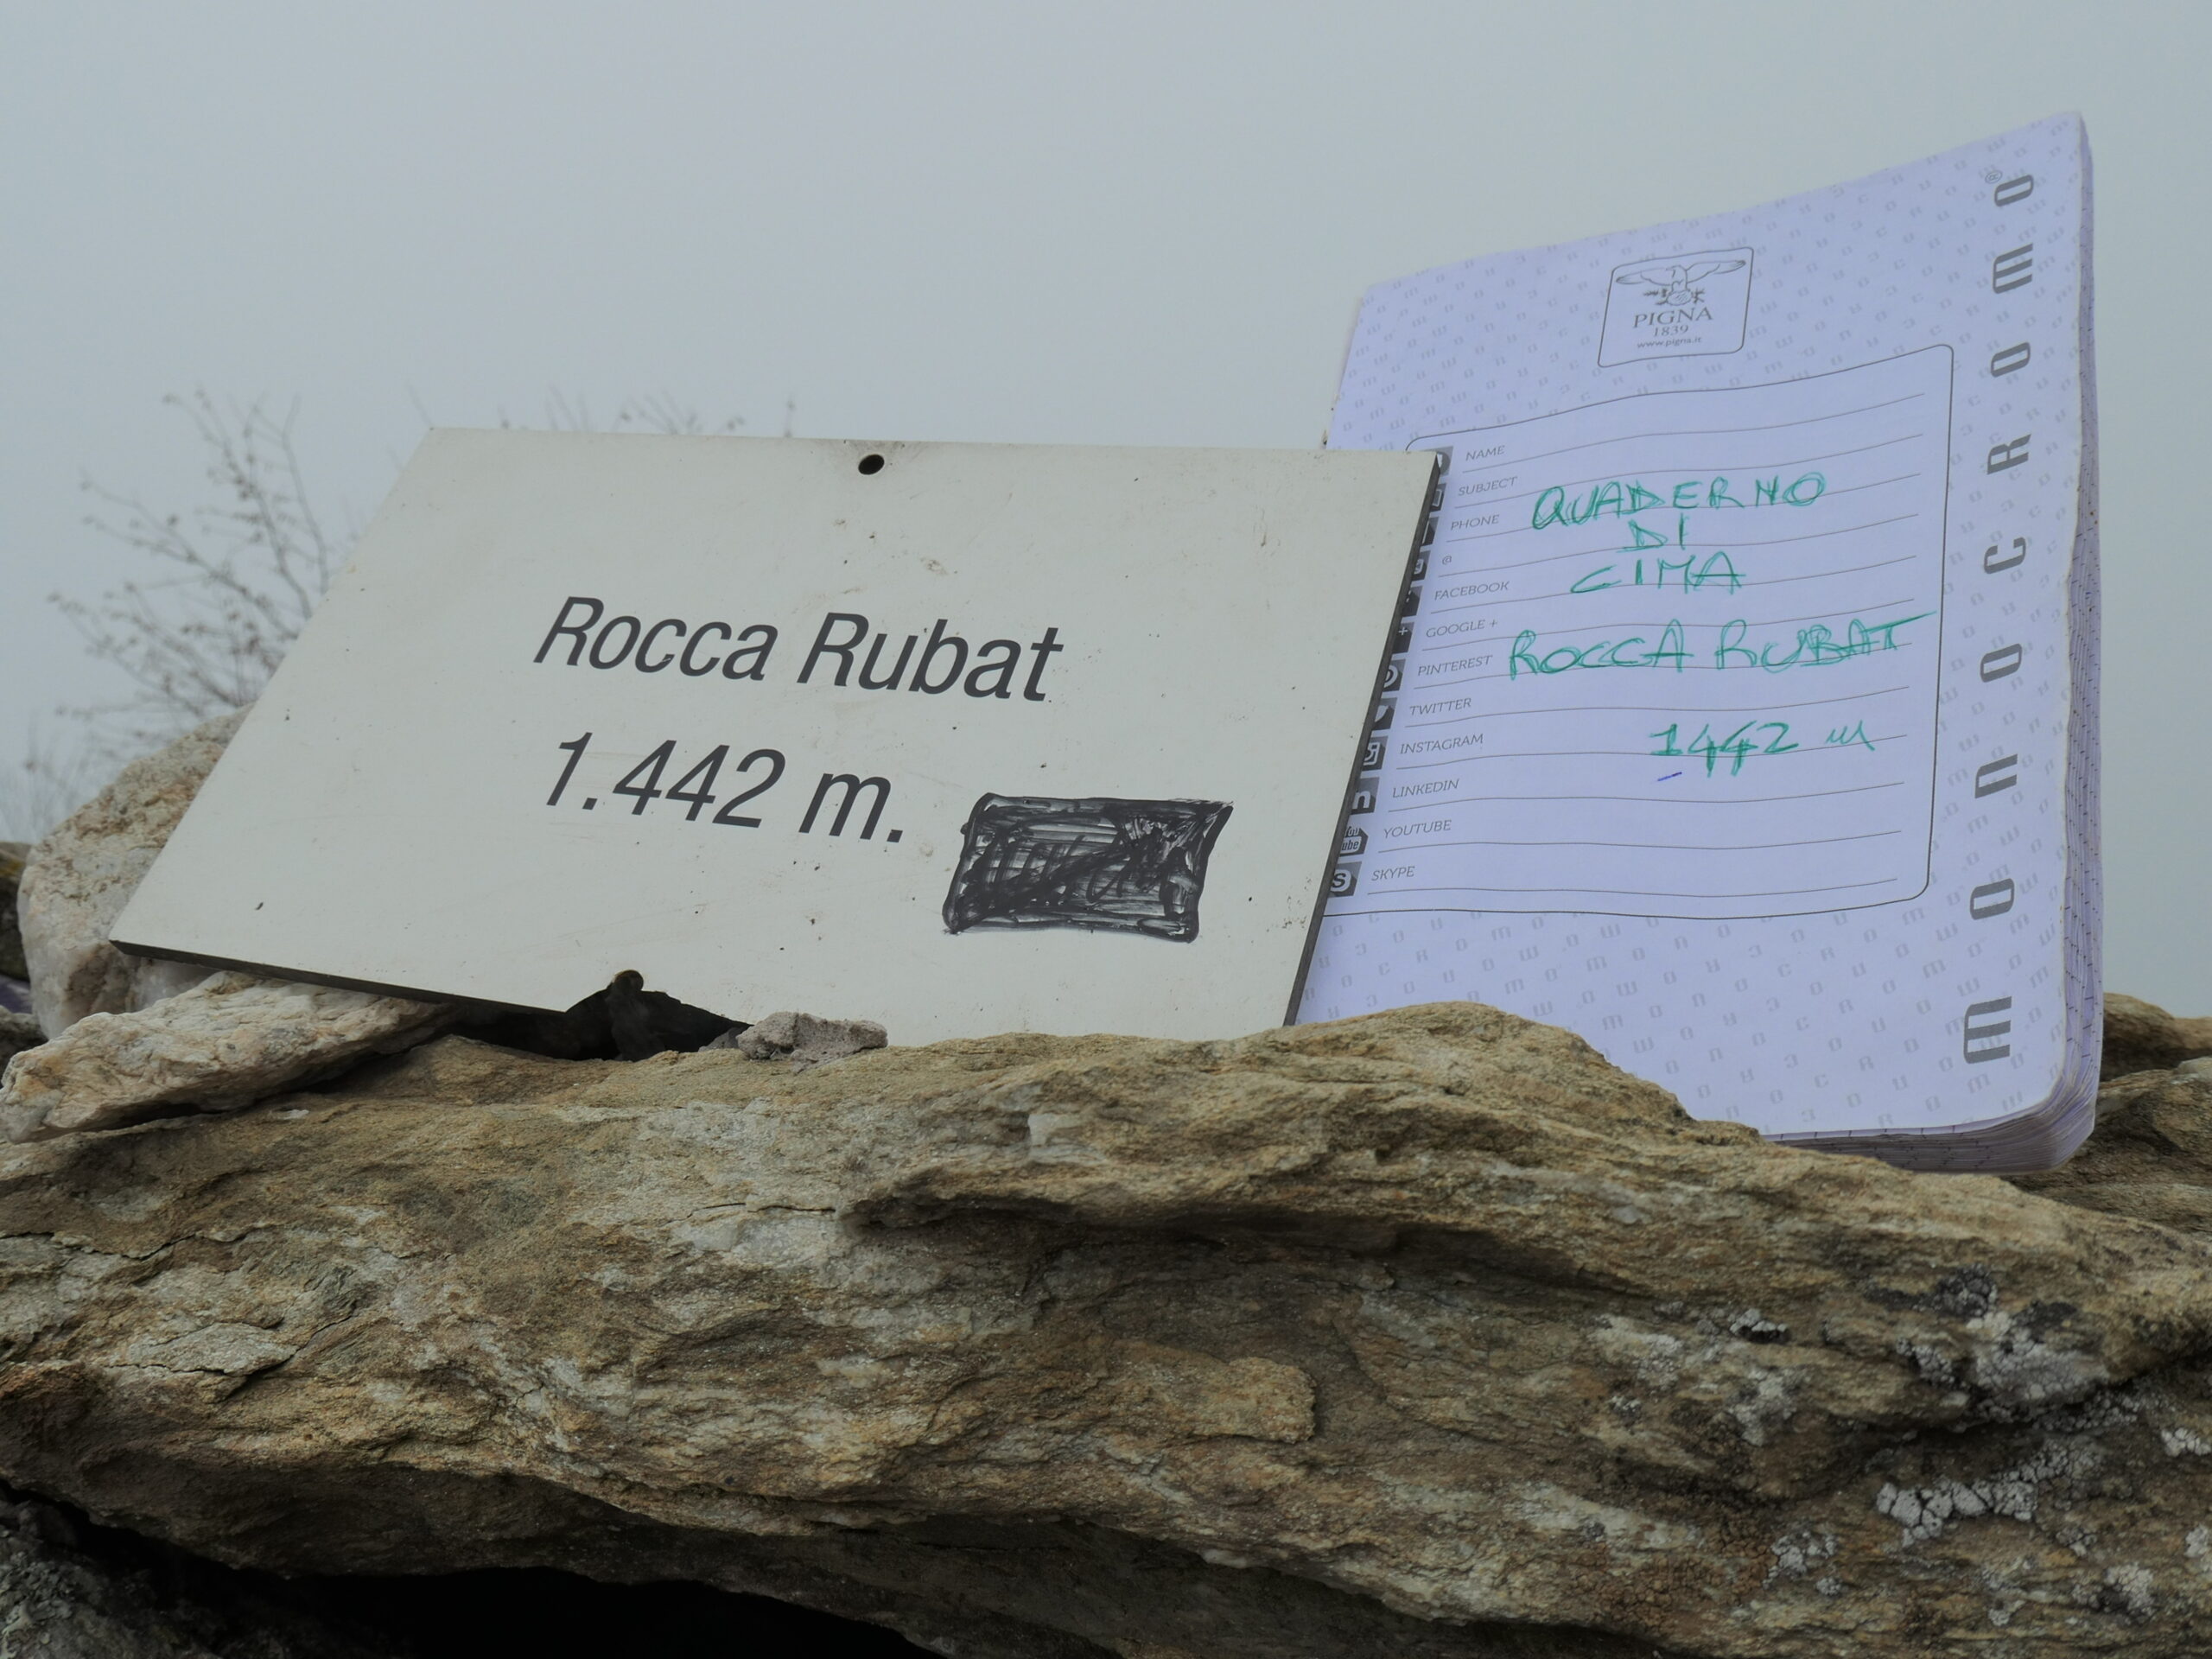 Rocca Rubat
1.442 m.
PIGNA
1839
www.pigna.it
NAME
SUBJECT
PHONE
@
FACEBOOK
GOOGLE +
PINTEREST
TWITTER
INSTAGRAM
LINKEDIN
YOUTUBE
SKYPE
QUADERNO
DI
CIMA
ROCCA RUBAT
1442 m
monocromo